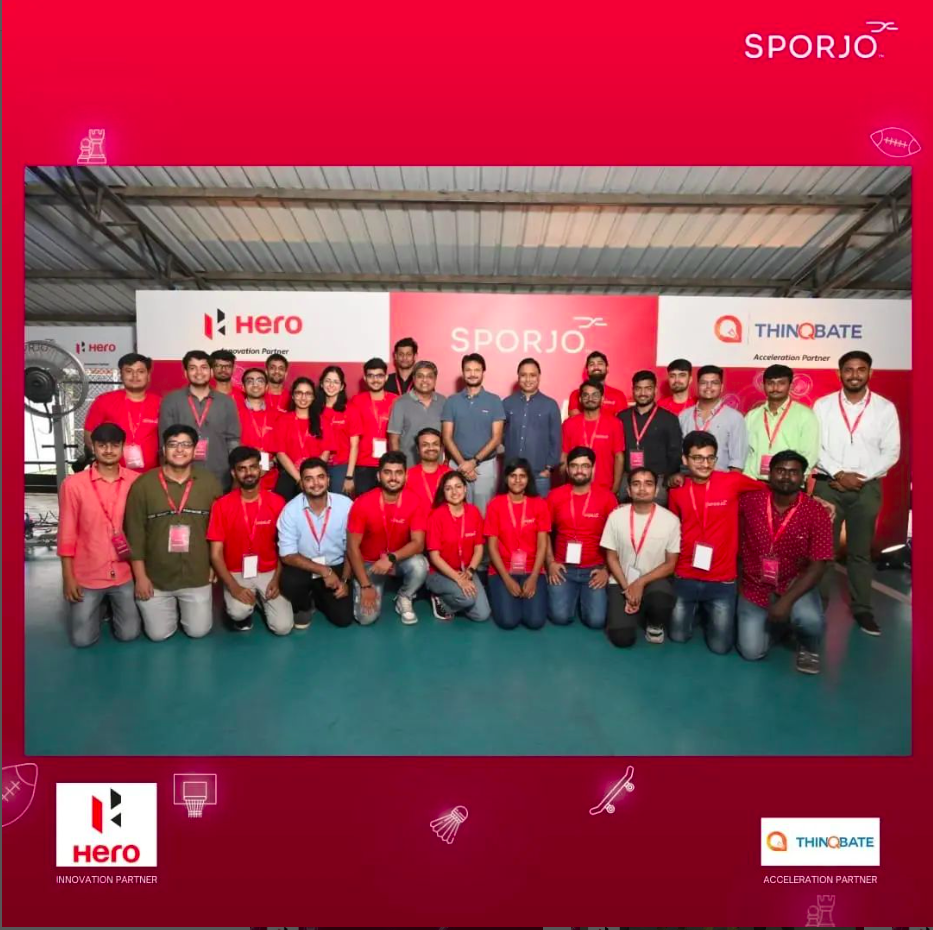 SPORJO
HERO
Innovation Partner
SPORJO
THINQBATE
Acceleration Partner
HERO
HERO
INNOVATION PARTNER
THINQBATE
ACCELERATION PARTNER